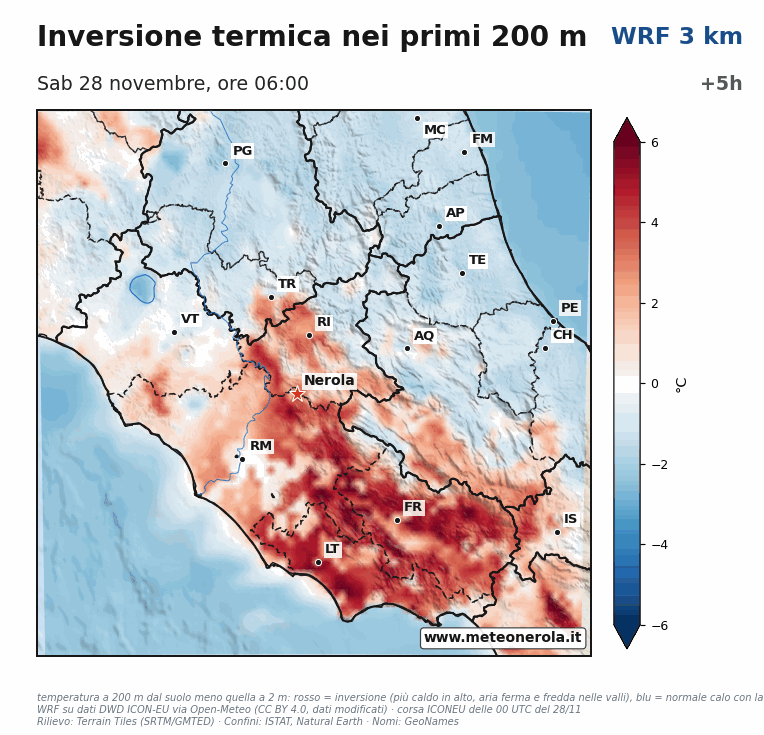 Inversione termica nei primi 200 m WRF 3 km
Sab 28 novembre, ore 06:00 +5h
MC
FM
PG
AP
TE
TR
PE
VT
RI
AQ
CH
Nerola
RM
FR
IS
LT
www.meteonerola.it
6
4
2
0
−2
−4
−6
°C
temperatura a 200 m dal suolo meno quella a 2 m: rosso = inversione (più caldo in alto, aria ferma e fredda nelle valli), blu = normale calo con la
WRF su dati DWD ICON-EU via Open-Meteo (CC BY 4.0, dati modificati) · corsa ICONEU delle 00 UTC del 28/11
Rilievo: Terrain Tiles (SRTM/GMTED) · Confini: ISTAT, Natural Earth · Nomi: GeoNames